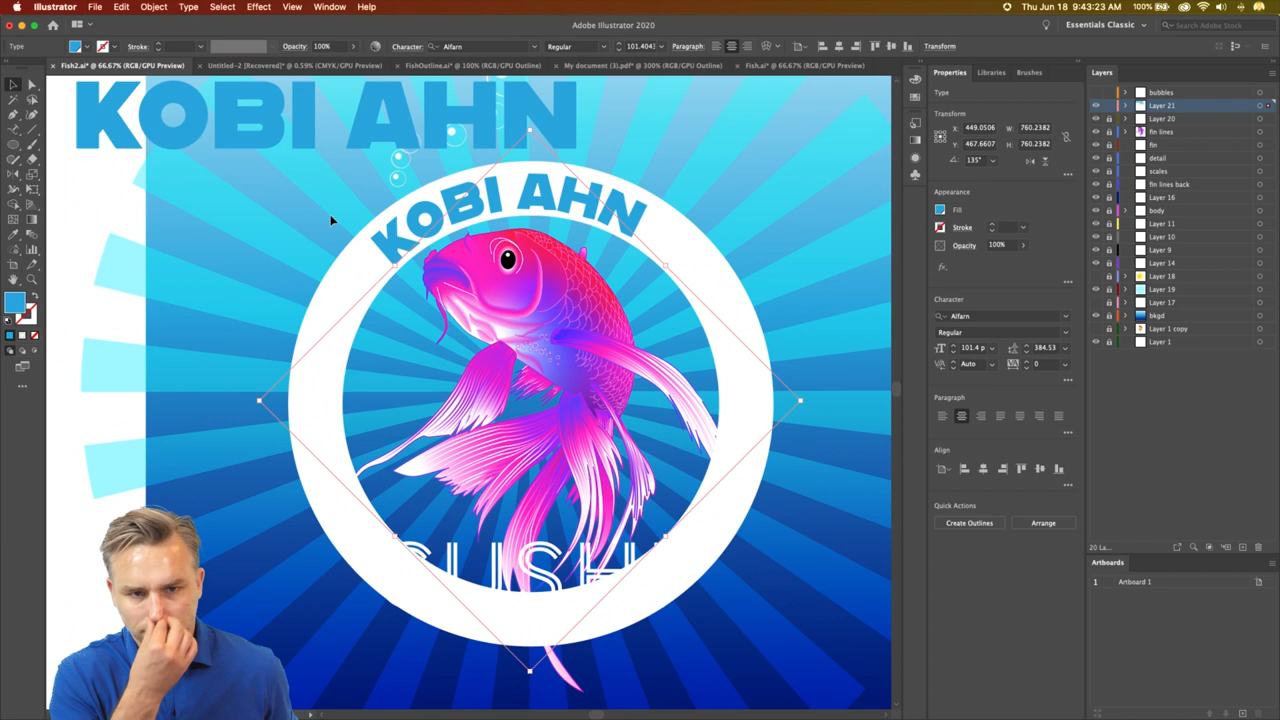 Illustrator File Edit Object Type Select Effect View Window Help
100% Thu Jun 18 9:43:23 AM
Adobe Illustrator 2020
Essentials Classic
Search Adobe Stock
Type Stroke: Opacity: 100% Character: Alfarn Regular 101.4043 Paragraph: Transform
Fish2.ai* @ 66.67% (RGB/GPU Preview)
Untitled-2 [Recovered]* @ 0.59% (CMYK/GPU Preview)
FishOutline.ai* @ 100% (RGB/GPU Outline)
My document (3).pdf* @ 300% (RGB/GPU Outline)
Fish.ai* @ 66.67% (RGB/GPU Preview)
KOBI AHN
KOBI AHN
Properties Libraries Brushes
Type
Transform
X: 449.0506 W: 760.2382
Y: 467.6607 H: 760.2382
135°
Appearance
Fill
Stroke
Opacity 100%
Character
Alfarn
Regular
101.4 p 384.53
Auto 0
Paragraph
Align
Quick Actions
Create Outlines Arrange
Layers
bubbles
Layer 21
Layer 20
fin lines
fin
detail
scales
fin lines back
Layer 16
body
Layer 11
Layer 10
Layer 9
Layer 14
Layer 18
Layer 19
Layer 17
bkgd
Layer 1 copy
Layer 1
20 La...
Artboards
1 Artboard 1